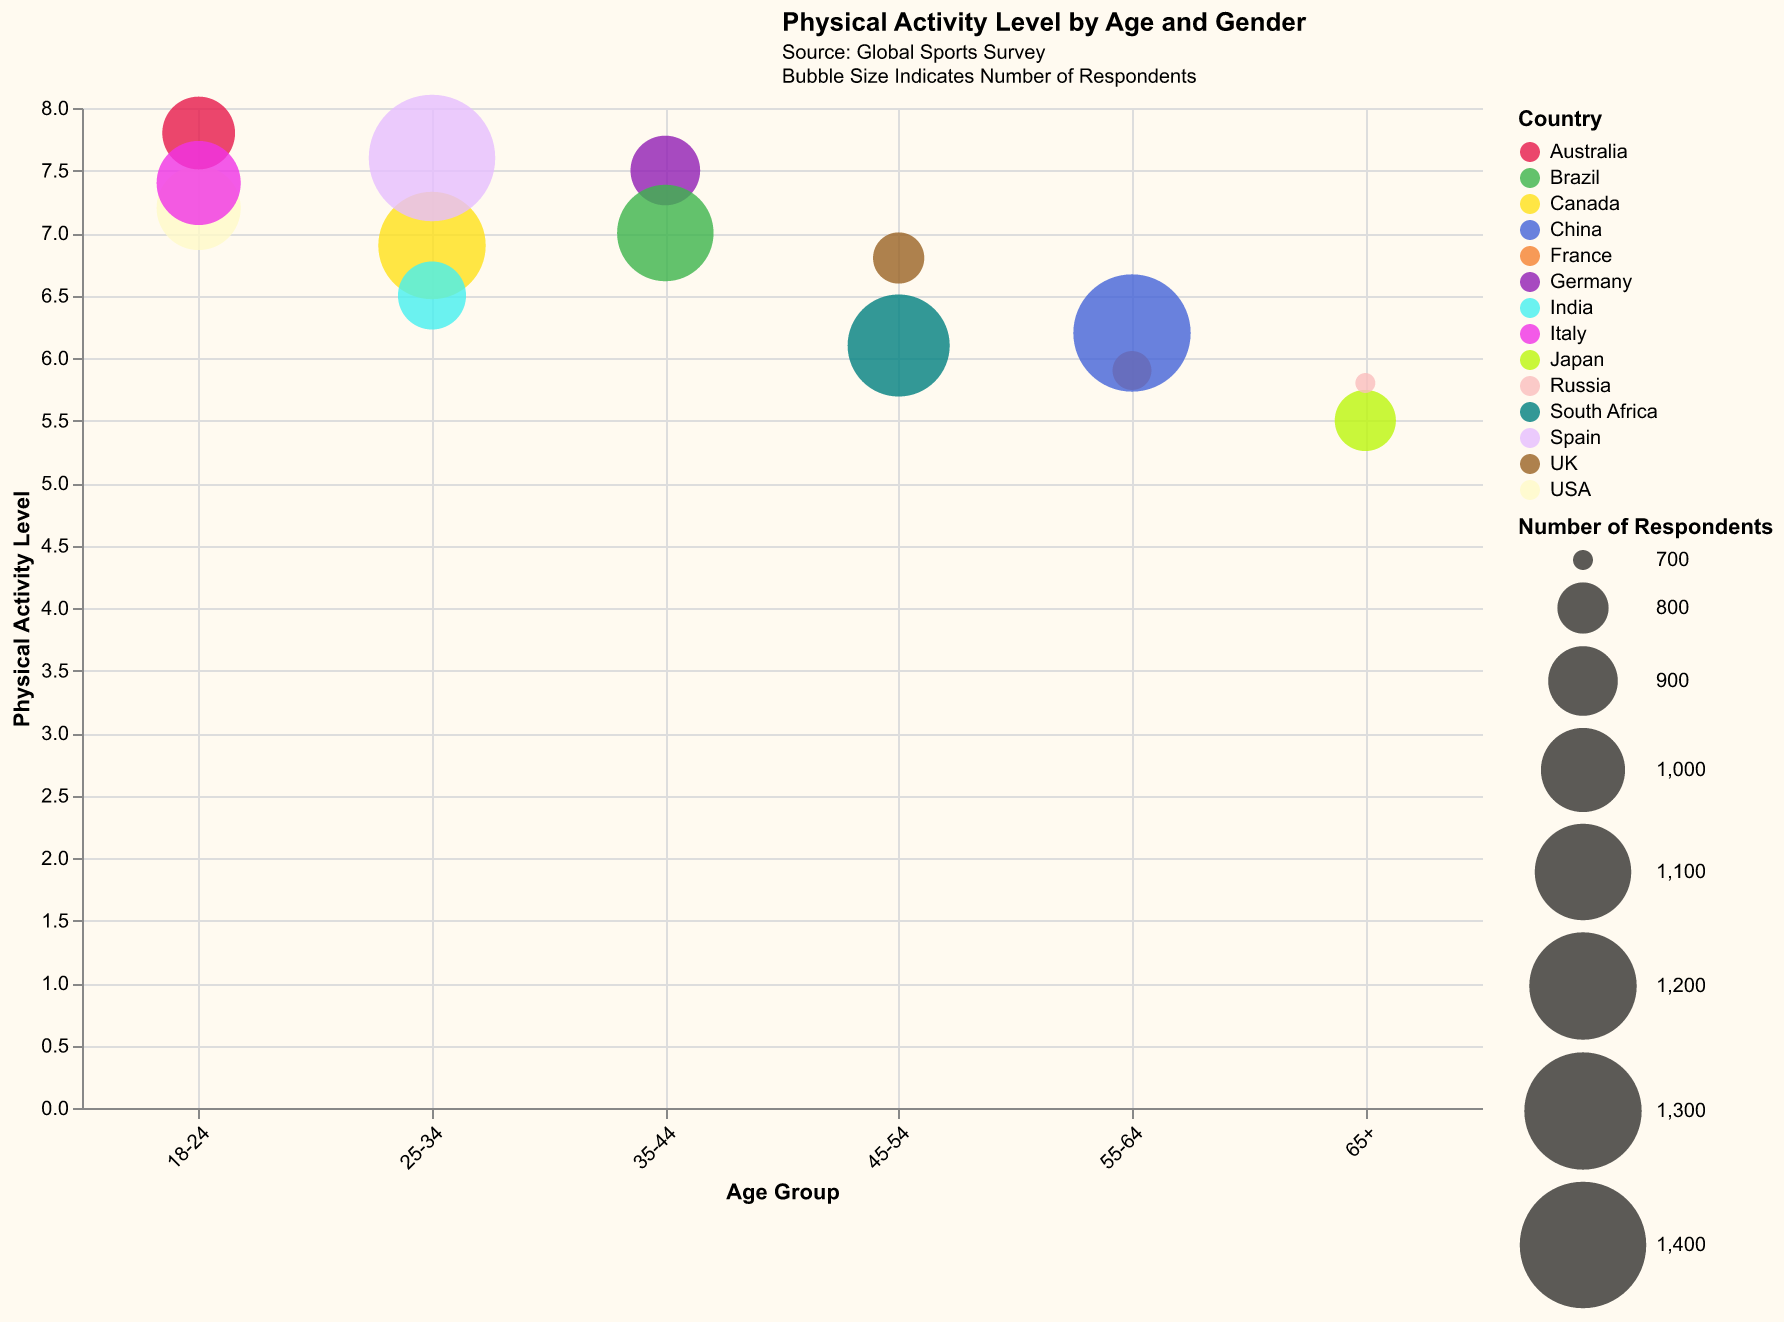 Physical Activity Level by Age and Gender
Source: Global Sports Survey
Bubble Size Indicates Number of Respondents
8.0
7.5
7.0
6.5
6.0
5.5
5.0
4.5
4.0
3.5
3.0
2.5
2.0
1.5
1.0
0.5
0.0
Physical Activity Level
18-24
25-34
35-44
45-54
55-64
65+
Age Group
Country
Australia
Brazil
Canada
China
France
Germany
India
Italy
Japan
Russia
South Africa
Spain
UK
USA
Number of Respondents
700
800
900
1,000
1,100
1,200
1,300
1,400